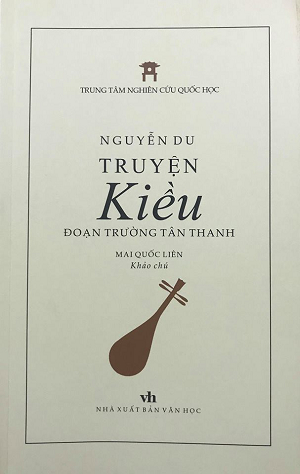 TRUNG TÂM NGHIÊN CỨU QUỐC HỌC
NGUYỄN DU
TRUYỆN
Kiều
ĐOẠN TRƯỜNG TÂN THANH
MAI QUỐC LIÊN
Khảo chú
vh
NHÀ XUẤT BẢN VĂN HỌC